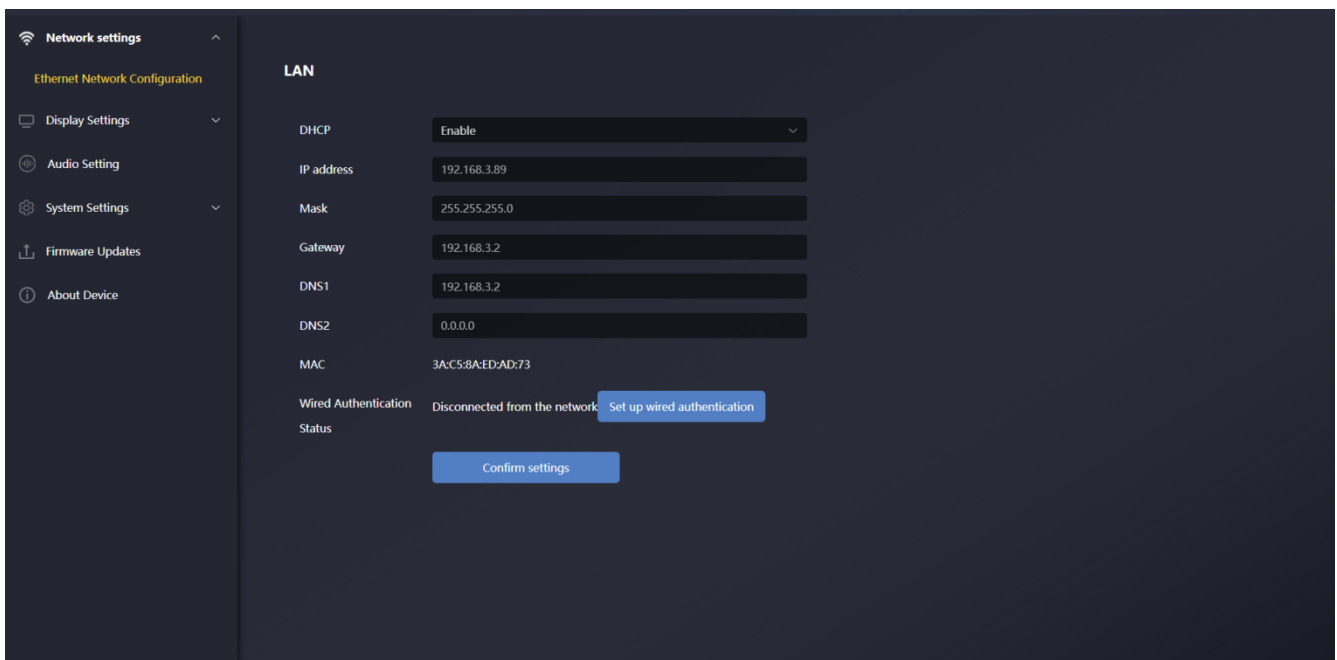 Network settings
Ethernet Network Configuration
Display Settings
Audio Setting
System Settings
Firmware Updates
About Device
LAN
DHCP Enable
IP address 192.168.3.89
Mask 255.255.255.0
Gateway 192.168.3.2
DNS1 192.168.3.2
DNS2 0.0.0.0
MAC 3A:C5:8A:ED:AD:73
Wired Authentication
Status
Disconnected from the network Set up wired authentication
Confirm settings